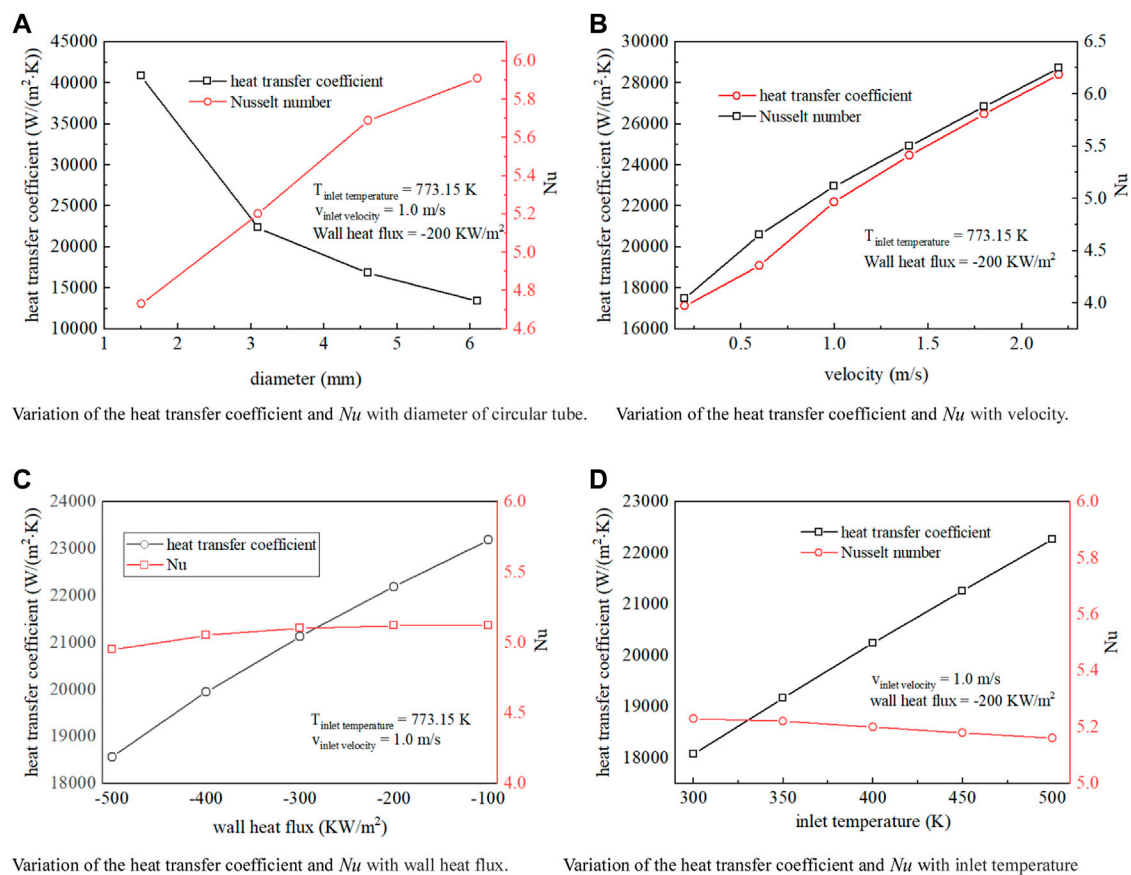 A
heat transfer coefficient (W/(m²·K))
45000
40000
35000
30000
25000
20000
15000
10000
heat transfer coefficient
Nusselt number
T inlet temperature = 773.15 K
v inlet velocity = 1.0 m/s
Wall heat flux = -200 KW/m²
6.0
5.8
5.6
5.4
5.2
5.0
4.8
4.6
Nu
1 2 3 4 5 6
diameter (mm)
Variation of the heat transfer coefficient and Nu with diameter of circular tube.
B
heat transfer coefficient (W/(m²·K))
30000
28000
26000
24000
22000
20000
18000
16000
heat transfer coefficient
Nusselt number
T inlet temperature = 773.15 K
Wall heat flux = -200 KW/m²
6.5
6.0
5.5
5.0
4.5
4.0
Nu
0.5 1.0 1.5 2.0
velocity (m/s)
Variation of the heat transfer coefficient and Nu with velocity.
C
heat transfer coefficient (W/(m²·K))
24000
23000
22000
21000
20000
19000
18000
heat transfer coefficient
Nu
T inlet temperature = 773.15 K
v inlet velocity = 1.0 m/s
6.0
5.5
5.0
4.5
4.0
Nu
-500 -400 -300 -200 -100
wall heat flux (KW/m²)
Variation of the heat transfer coefficient and Nu with wall heat flux.
D
heat transfer coefficient (W/(m²·K))
23000
22000
21000
20000
19000
18000
heat transfer coefficient
Nusselt number
v inlet velocity = 1.0 m/s
wall heat flux = -200 KW/m²
6.0
5.8
5.6
5.4
5.2
5.0
Nu
300 350 400 450 500
inlet temperature (K)
Variation of the heat transfer coefficient and Nu with inlet temperature